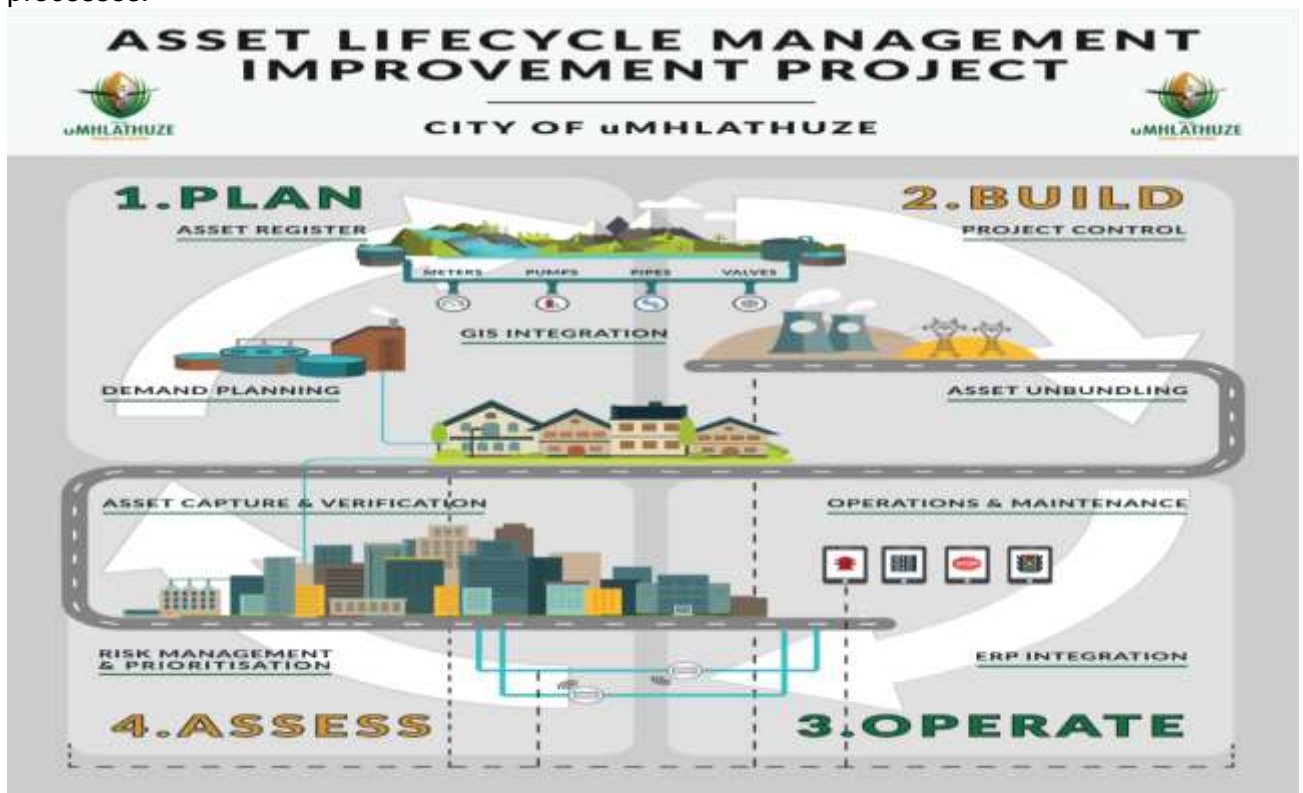 processes.
ASSET LIFECYCLE MANAGEMENT
IMPROVEMENT PROJECT
uMHLATHUZE
uMHLATHUZE
CITY OF uMHLATHUZE
1.PLAN
2.BUILD
ASSET REGISTER
PROJECT CONTROL
METERS PUMPS PIPES VALVES
GIS INTEGRATION
DEMAND PLANNING
ASSET UNBUNDLING
ASSET CAPTURE & VERIFICATION
OPERATIONS & MAINTENANCE
RISK MANAGEMENT
& PRIORITISATION
ERP INTEGRATION
4.ASSESS
3.OPERATE